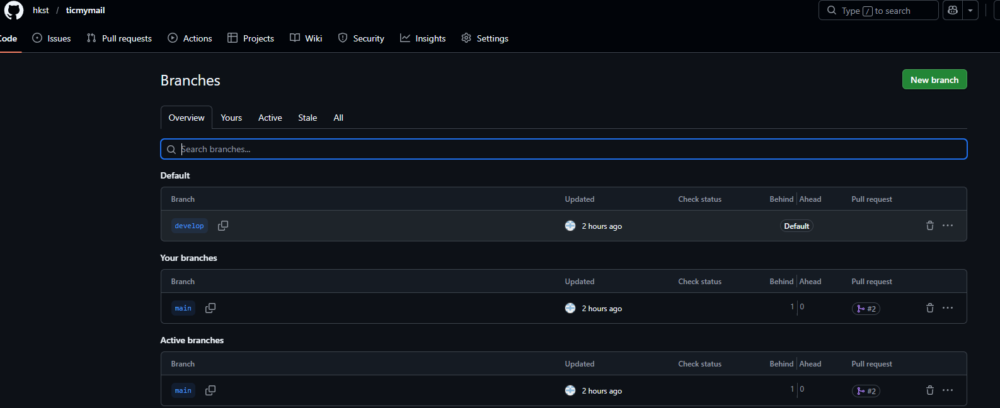 hkst / ticmymail
Type / to search
Code Issues Pull requests Actions Projects Wiki Security Insights Settings
Branches
New branch
Overview Yours Active Stale All
Search branches...
Default
Branch Updated Check status Behind Ahead Pull request
develop 2 hours ago Default
Your branches
Branch Updated Check status Behind Ahead Pull request
main 2 hours ago 1 0 #2
Active branches
Branch Updated Check status Behind Ahead Pull request
main 2 hours ago 1 0 #2